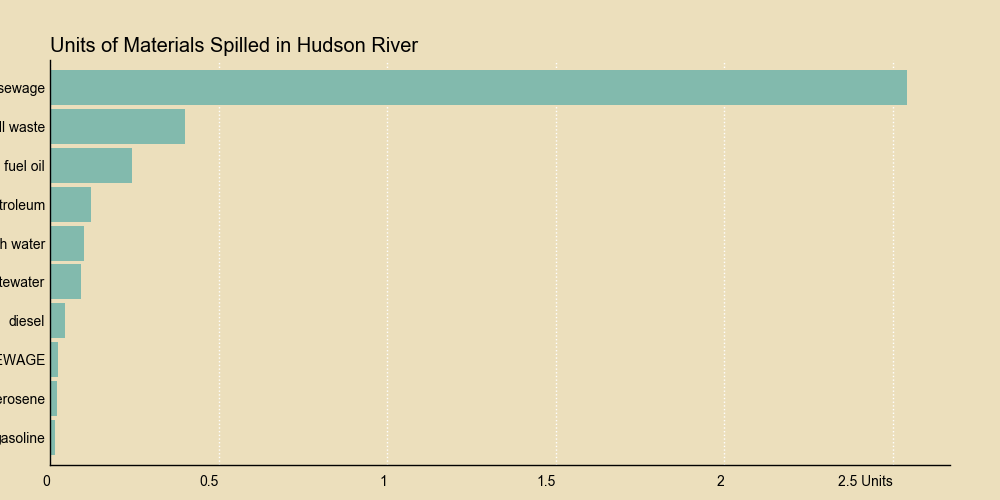 Units of Materials Spilled in Hudson River
sewage
ll waste
fuel oil
troleum
h water
tewater
diesel
EWAGE
erosene
gasoline
0 0.5 1 1.5 2 2.5 Units